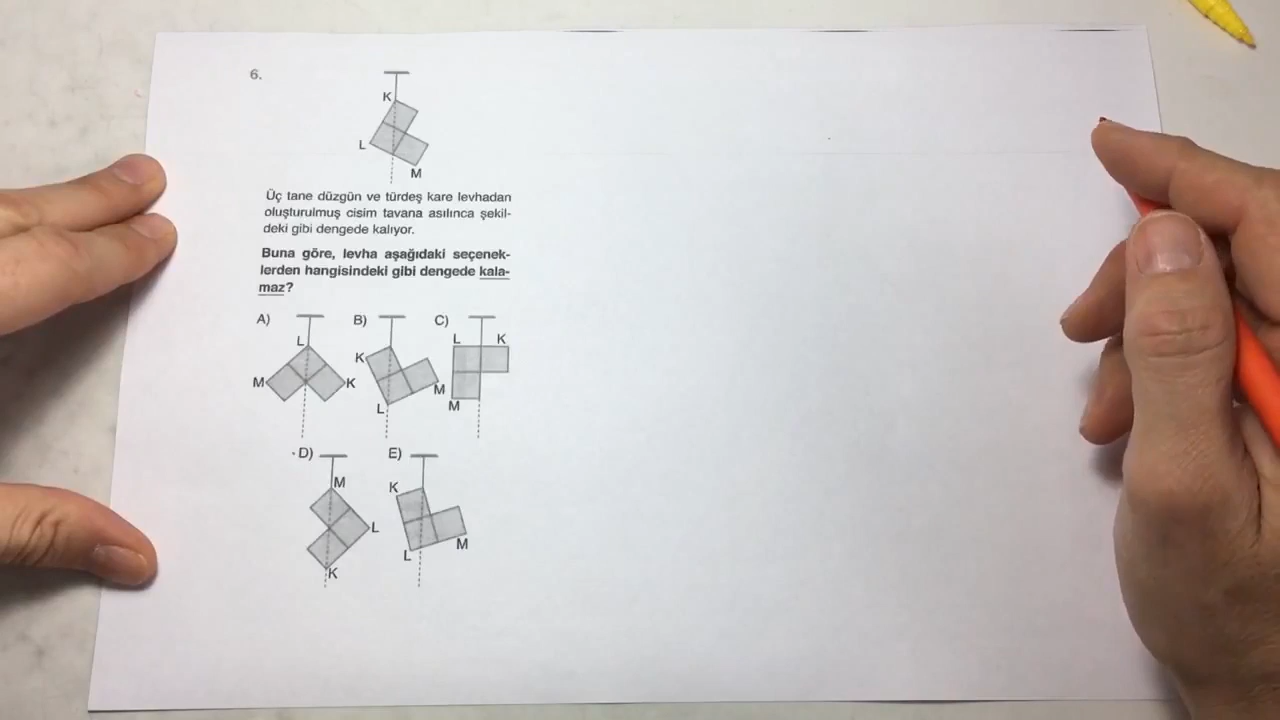 6.
K
L
M
Üç tane düzgün ve türdeş kare levhadan
oluşturulmuş cisim tavana asılınca şekil-
deki gibi dengede kalıyor.
Buna göre, levha aşağıdaki seçenek-
lerden hangisindeki gibi dengede kala-
maz?
A) B) C)
L L K
K
M K
M
L M
D) E)
M K
L
M
L
K